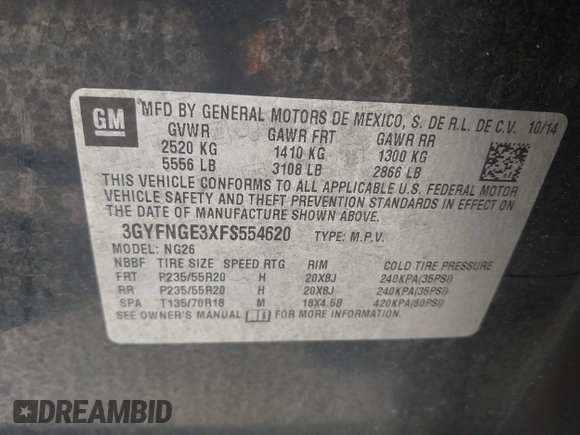 GM MFD BY GENERAL MOTORS DE MEXICO, S. DE R.L. DE C.V. 10/14
GVWR GAWR FRT GAWR RR
2520 KG 1410 KG 1300 KG
5556 LB 3108 LB 2866 LB
THIS VEHICLE CONFORMS TO ALL APPLICABLE U.S. FEDERAL MOTOR
VEHICLE SAFETY AND THEFT PREVENTION STANDARDS IN EFFECT
ON THE DATE OF MANUFACTURE SHOWN ABOVE.
3GYFNGE3XFS554620 TYPE: M.P.V.
MODEL: NG26
NBBF TIRE SIZE SPEED RTG RIM COLD TIRE PRESSURE
FRT P235/55R20 H 20X8J 240KPA(35PSI)
RR P235/55R20 H 20X8J 240KPA(35PSI)
SPA T135/70R18 M 18X4.5B 420KPA(60PSI)
SEE OWNER'S MANUAL FOR MORE INFORMATION.
DREAMBID